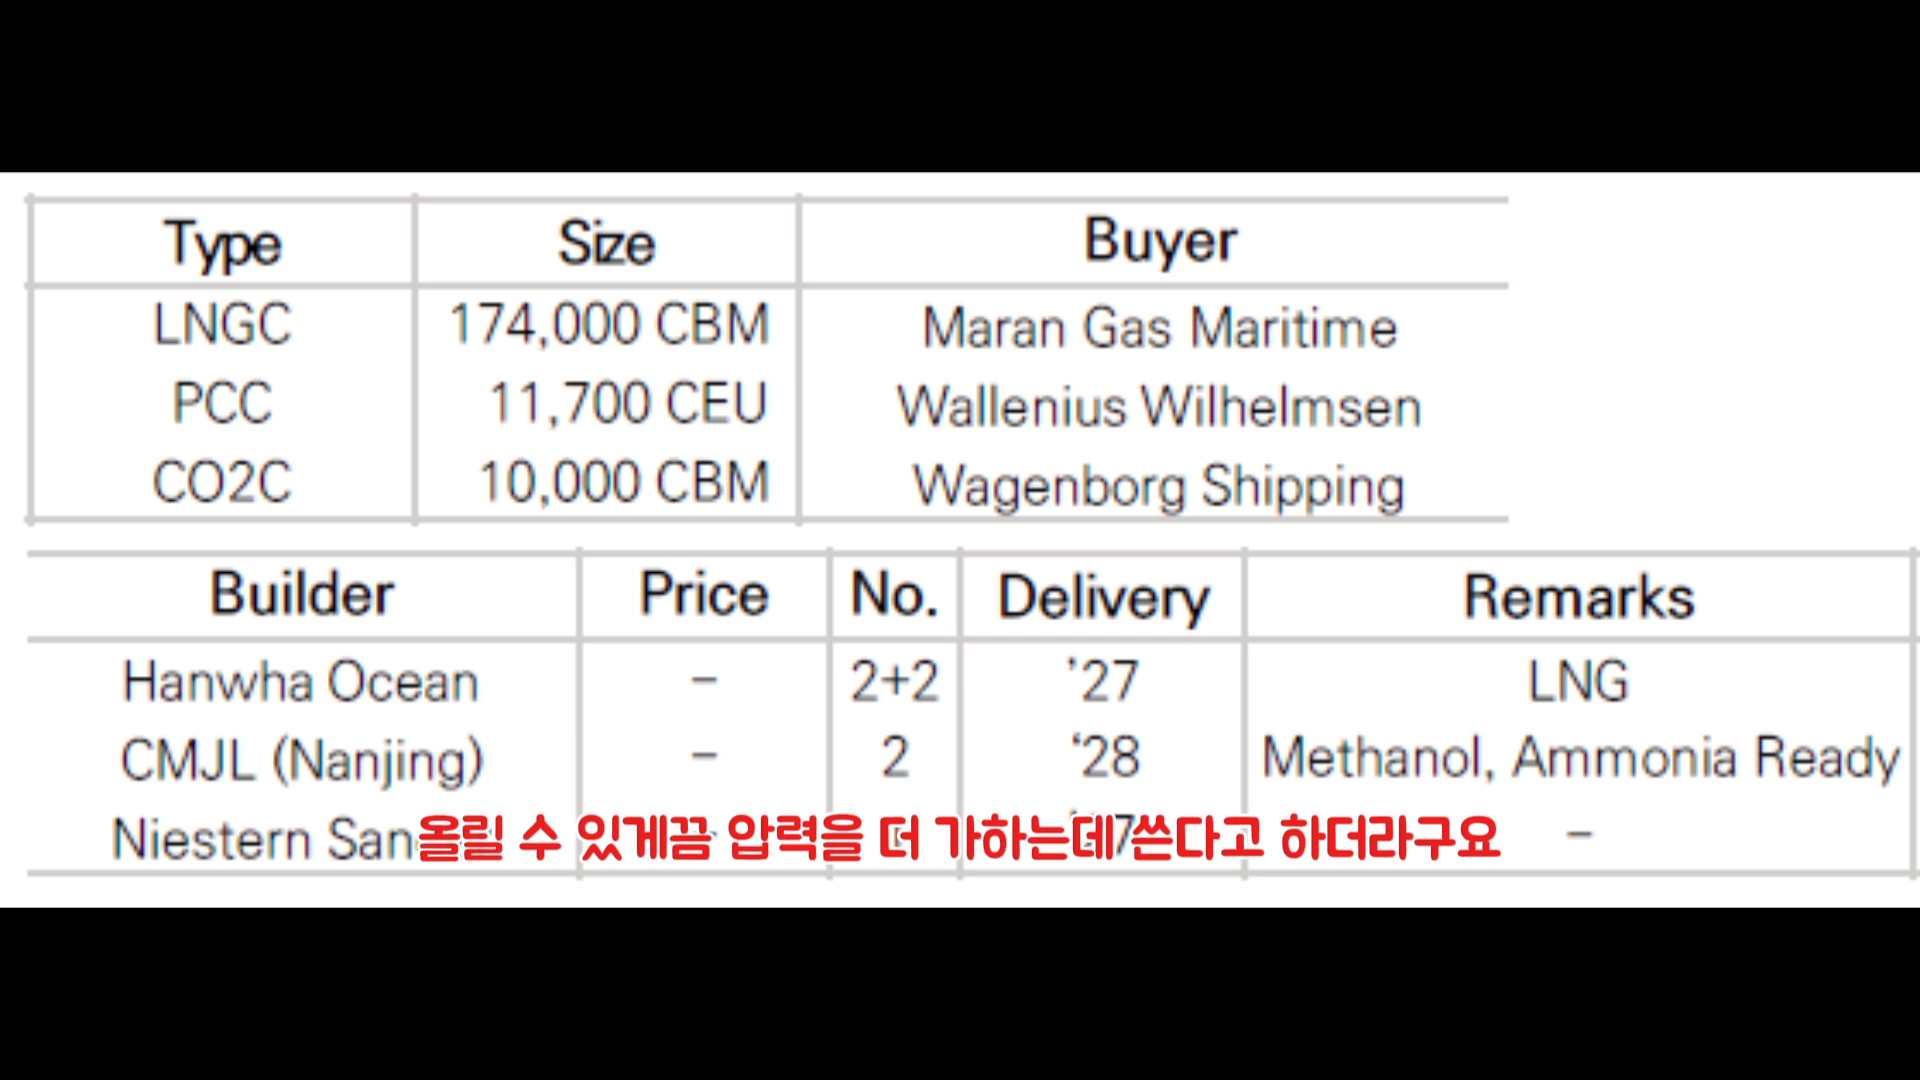 Type Size Buyer
LNGC 174,000 CBM Maran Gas Maritime
PCC 11,700 CEU Wallenius Wilhelmsen
CO2C 10,000 CBM Wagenborg Shipping
Builder Price No. Delivery Remarks
Hanwha Ocean – 2+2 ’27 LNG
CMJL (Nanjing) – 2 ‘28 Methanol, Ammonia Ready
Niestern –
올릴 수 있게끔 압력을 더 가하는데 쓴다고 하더라구요